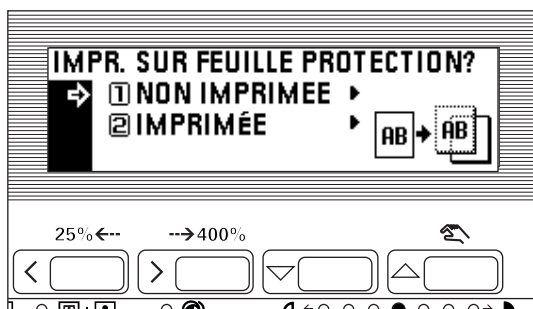 IMPR. SUR FEUILLE PROTECTION?
1 NON IMPRIMEE
2 IMPRIMÉE
AB AB
25% 400%